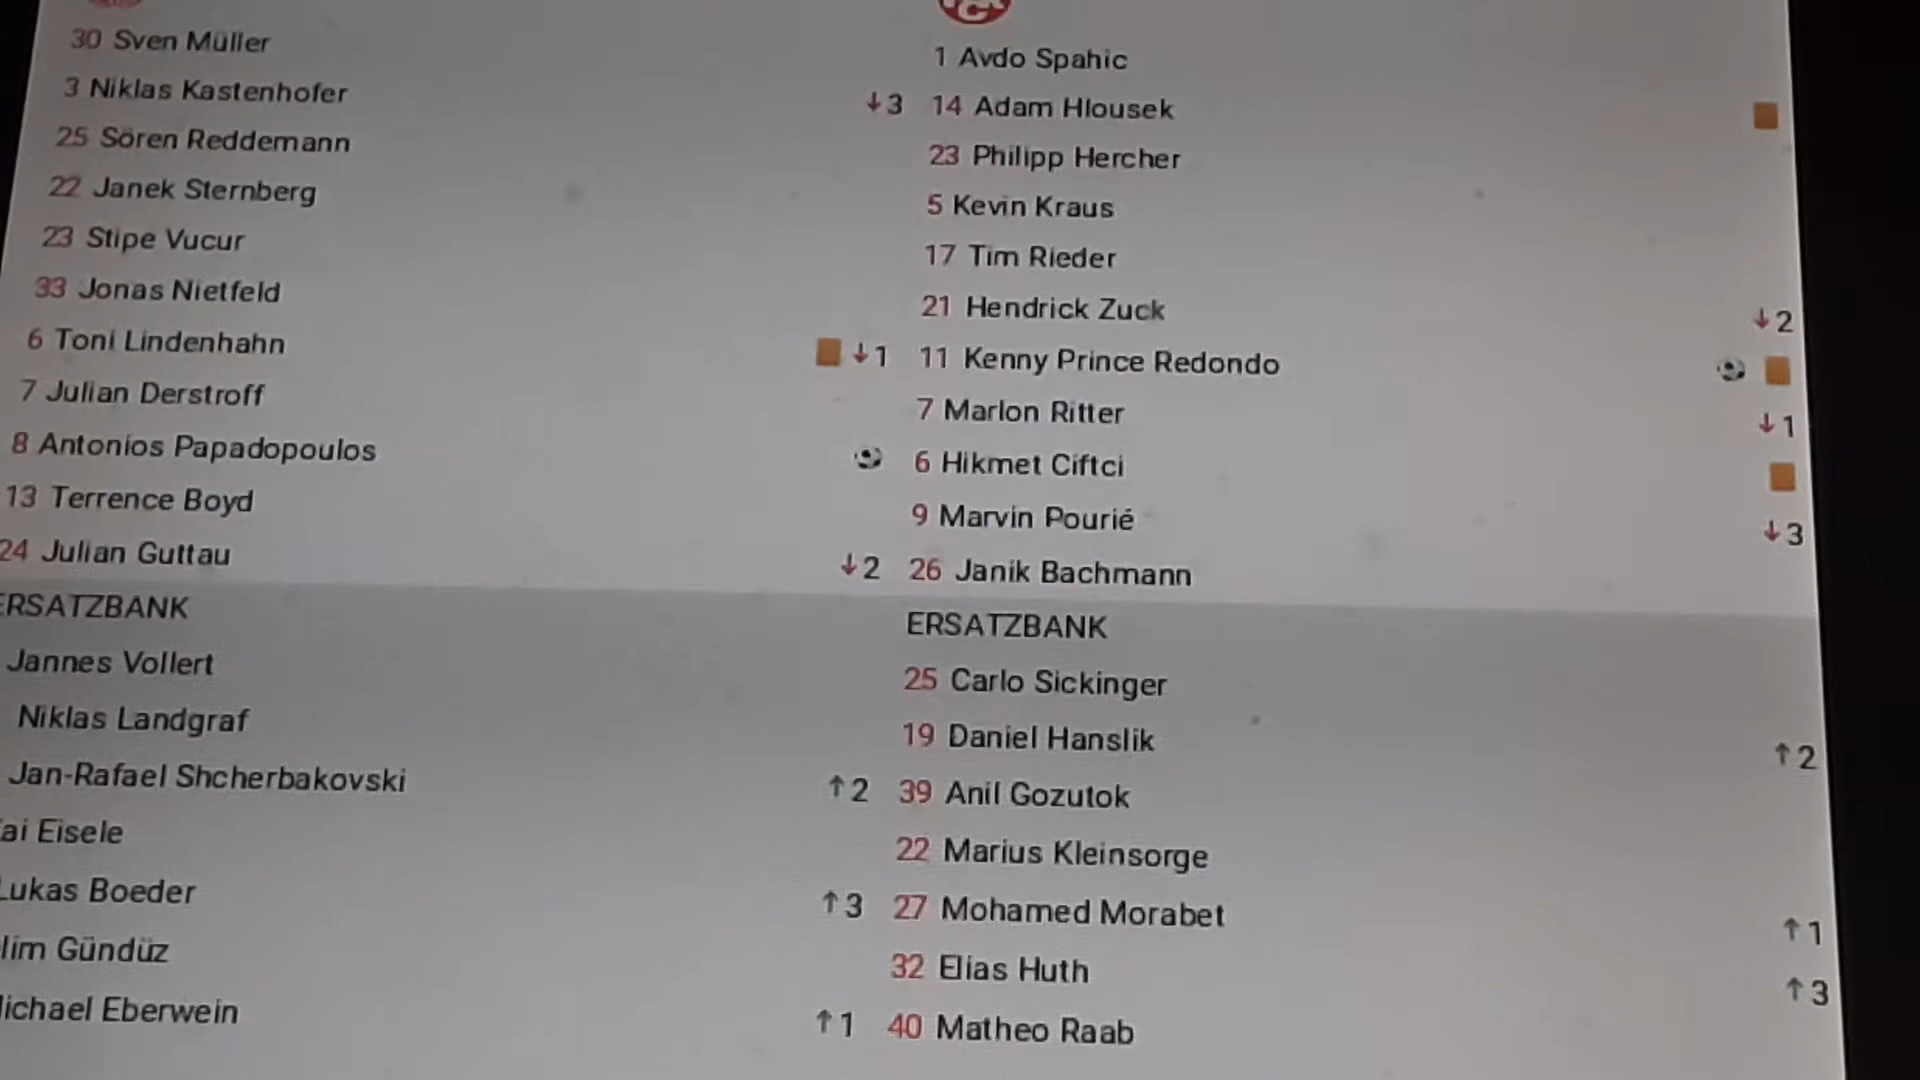 30 Sven Müller
3 Niklas Kastenhofer ↓3
25 Sören Reddemann
22 Janek Sternberg
23 Stipe Vucur
33 Jonas Nietfeld
6 Toni Lindenhahn ↓1
7 Julian Derstroff
8 Antonios Papadopoulos
13 Terrence Boyd
24 Julian Guttau ↓2
ERSATZBANK
Jannes Vollert
Niklas Landgraf
Jan-Rafael Shcherbakovski ↑2
Eisele
Lukas Boeder ↑3
Gündüz
Eberwein ↑1
1 Avdo Spahic
14 Adam Hlousek
23 Philipp Hercher
5 Kevin Kraus
17 Tim Rieder
21 Hendrick Zuck ↓2
11 Kenny Prince Redondo
7 Marlon Ritter ↓1
6 Hikmet Ciftci
9 Marvin Pourié ↓3
26 Janik Bachmann
ERSATZBANK
25 Carlo Sickinger
19 Daniel Hanslik ↑2
39 Anil Gozutok
22 Marius Kleinsorge
27 Mohamed Morabet ↑1
32 Elias Huth ↑3
40 Matheo Raab